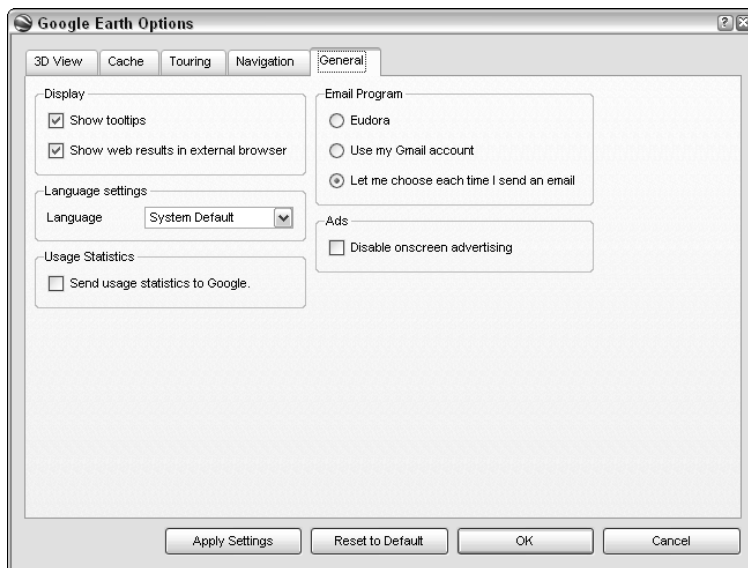 Google Earth Options
3D View
Cache
Touring
Navigation
General
Display
Show tooltips
Show web results in external browser
Language settings
Language
System Default
Usage Statistics
Send usage statistics to Google.
Email Program
Eudora
Use my Gmail account
Let me choose each time I send an email
Ads
Disable onscreen advertising
Apply Settings
Reset to Default
OK
Cancel